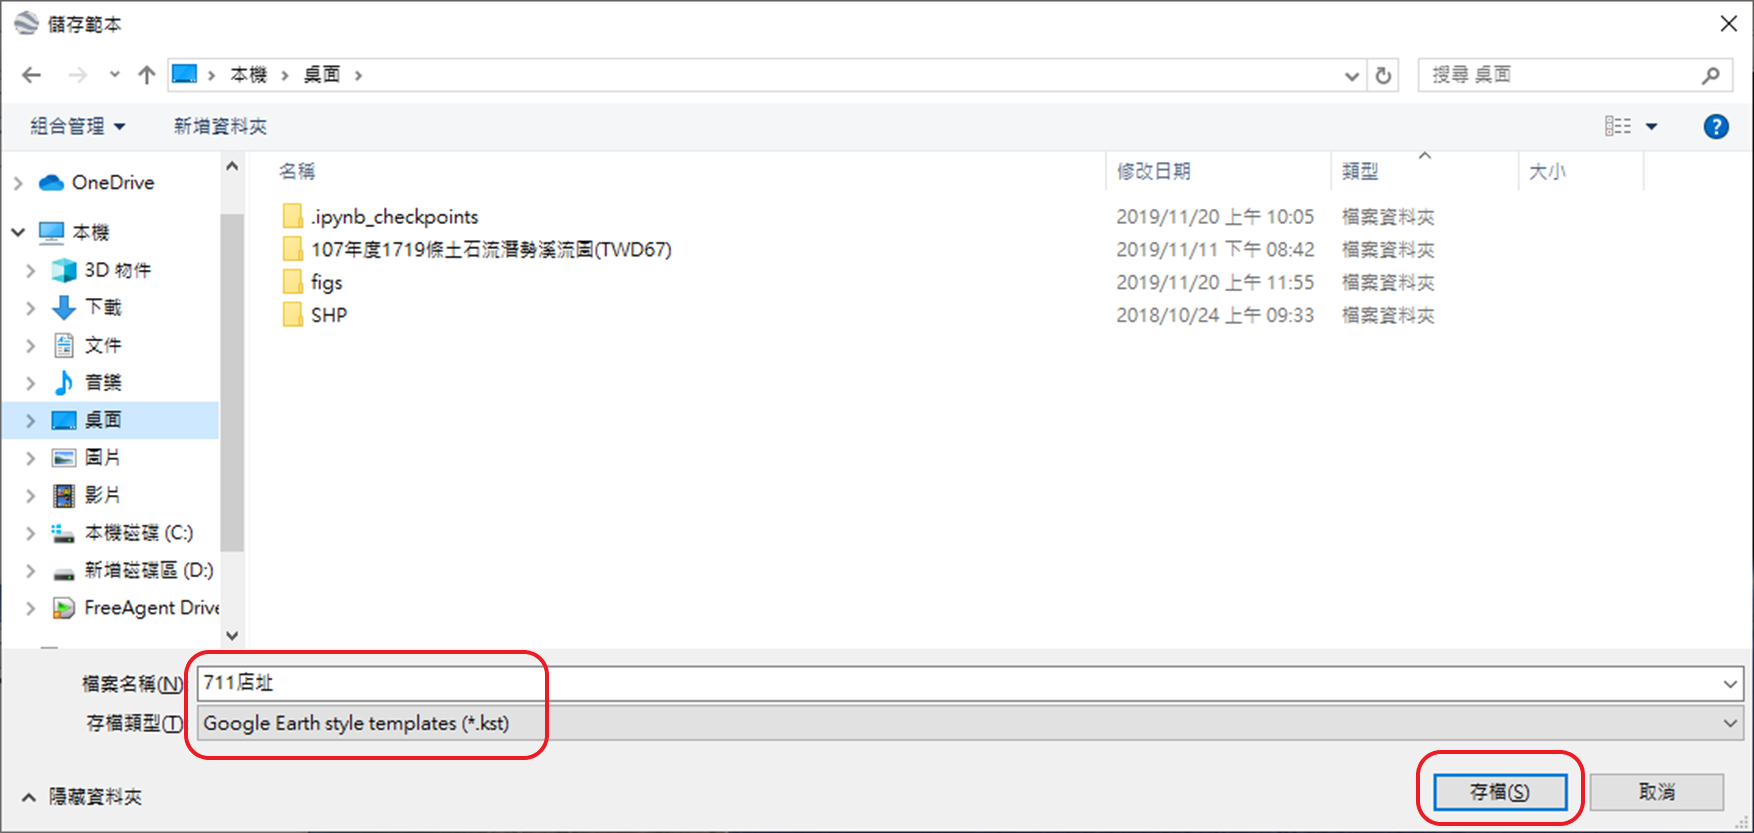 儲存範本
本機 桌面
搜尋 桌面
組合管理 新增資料夾
名稱 修改日期 類型 大小
OneDrive
本機
3D 物件
下載
文件
音樂
桌面
圖片
影片
本機磁碟 (C:)
新增磁碟區 (D:)
FreeAgent Drive
.ipynb_checkpoints 2019/11/20 上午 10:05 檔案資料夾
107年度1719條土石流潛勢溪流圖(TWD67) 2019/11/11 下午 08:42 檔案資料夾
figs 2019/11/20 上午 11:55 檔案資料夾
SHP 2018/10/24 上午 09:33 檔案資料夾
檔案名稱(N): 711店址
存檔類型(T): Google Earth style templates (*.kst)
隱藏資料夾
存檔(S) 取消